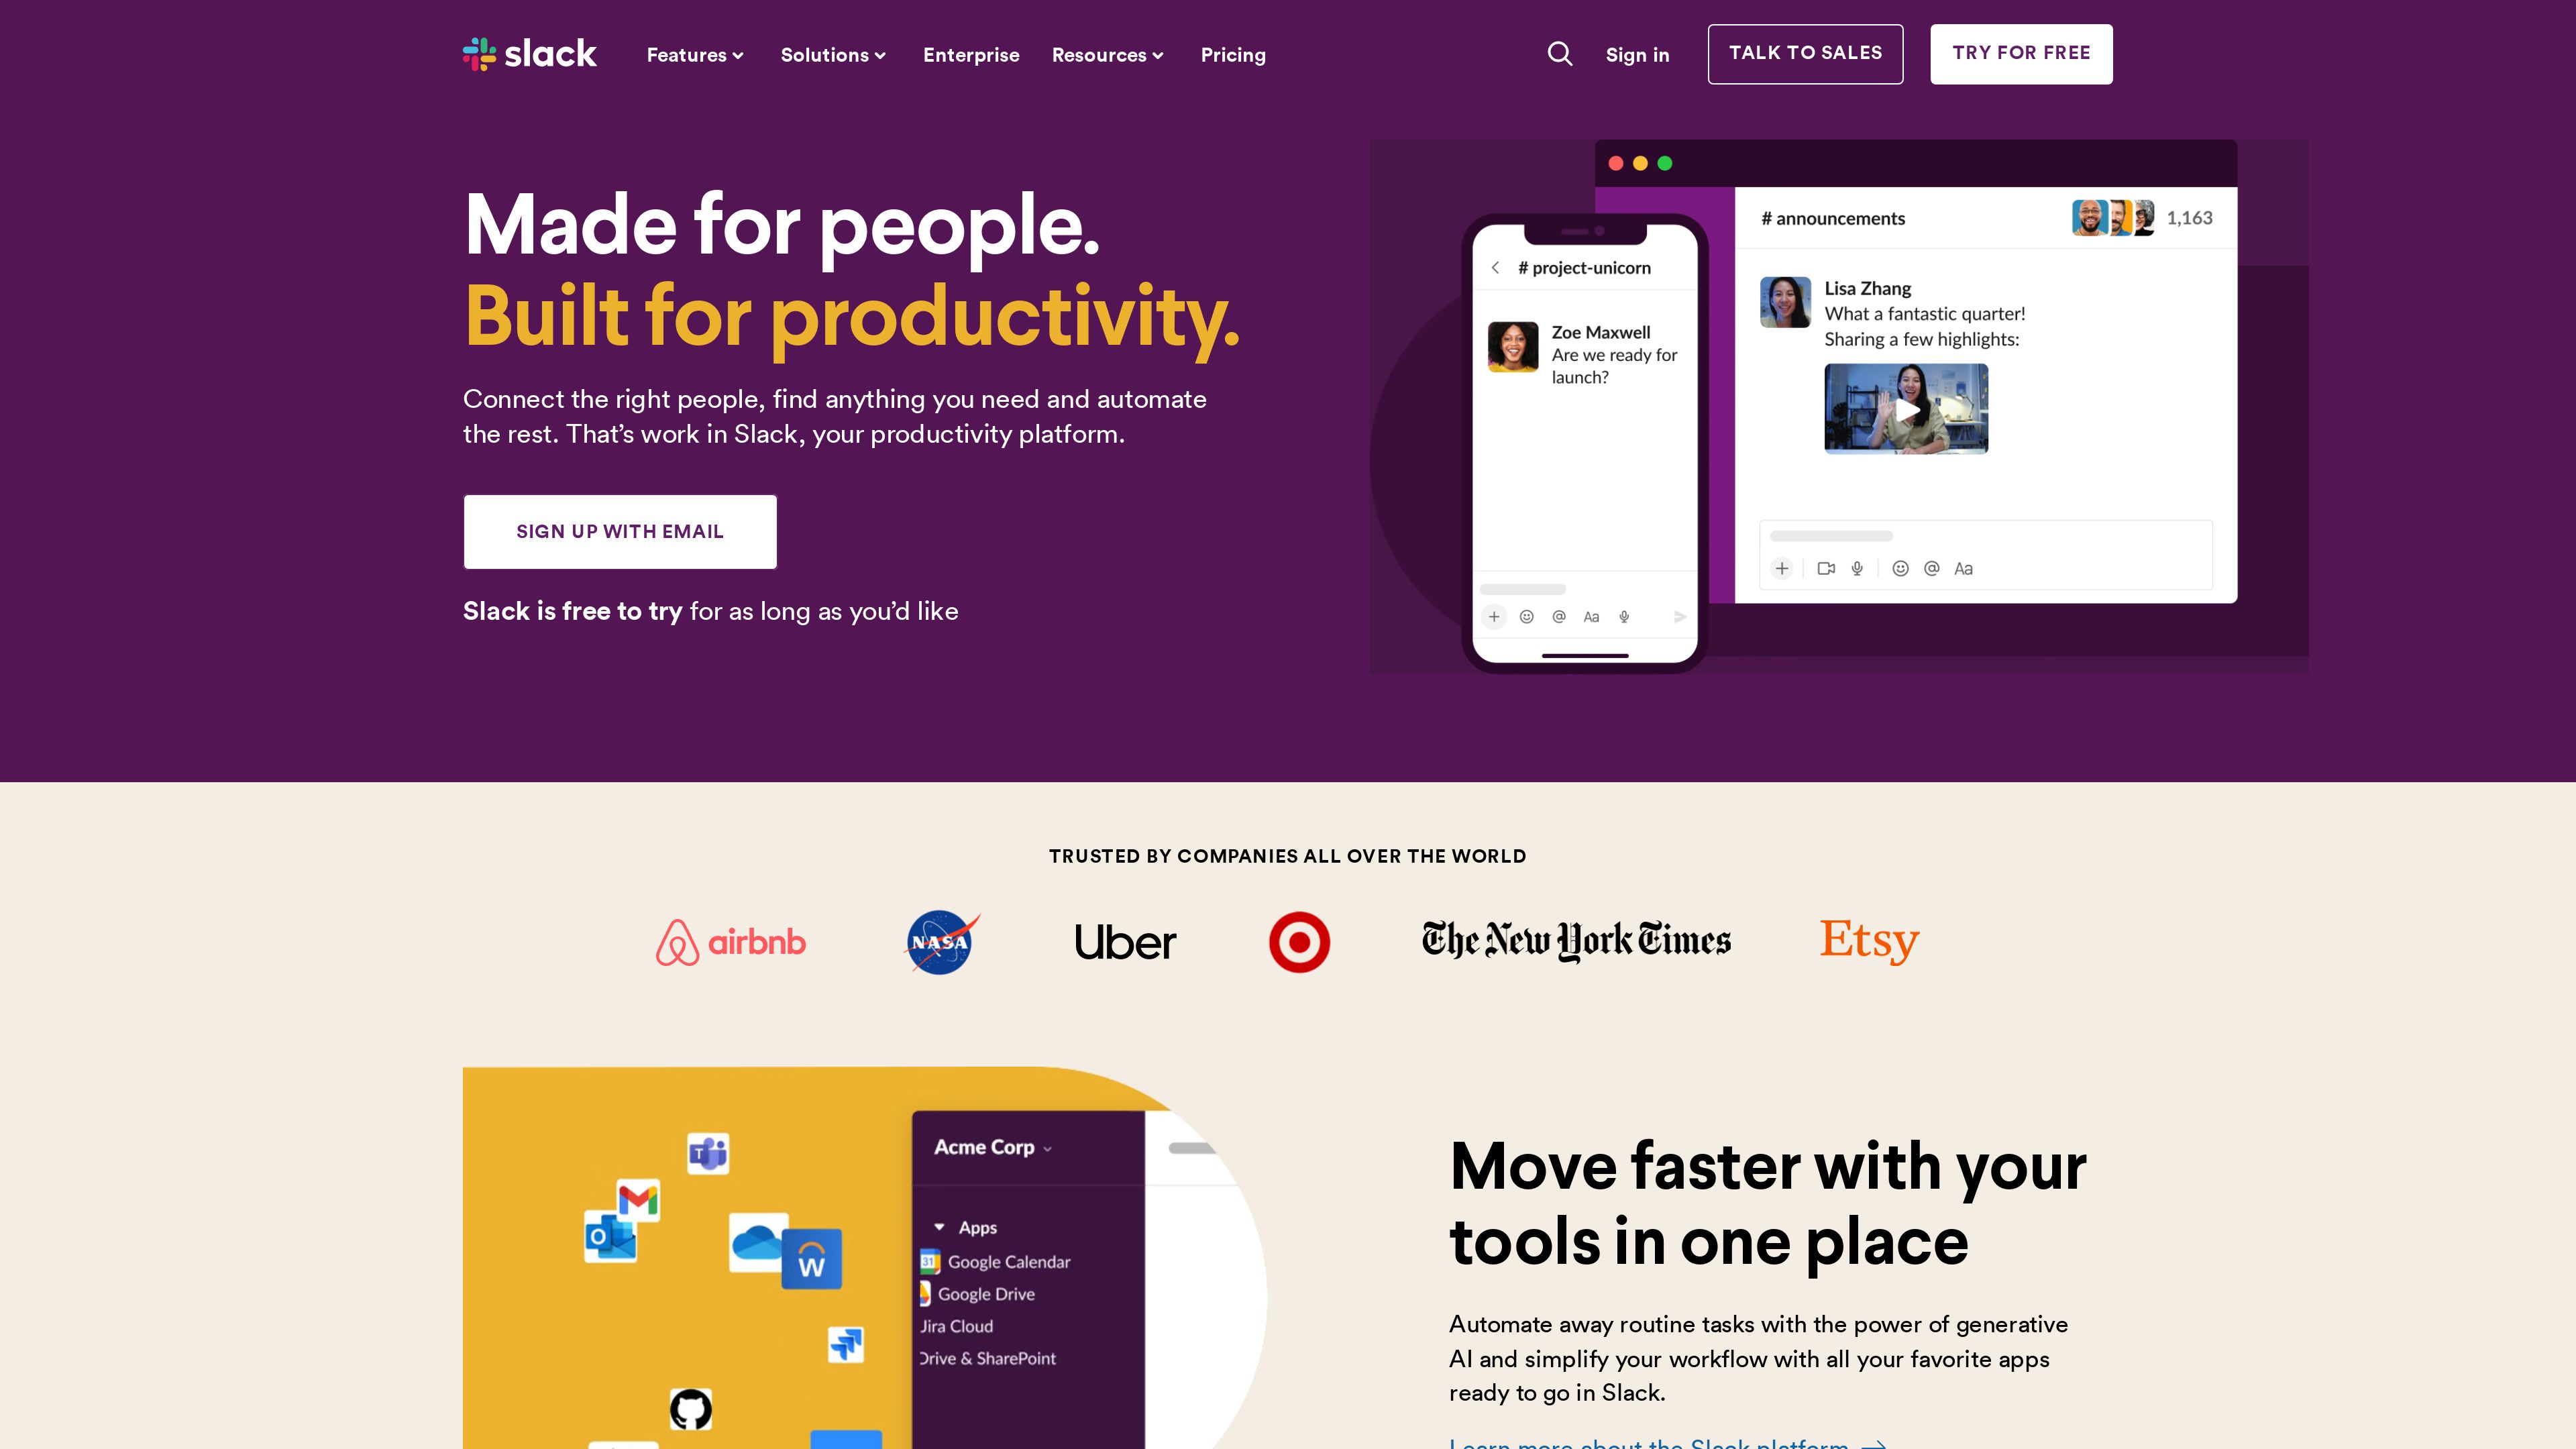 slack
Features
Solutions
Enterprise
Resources
Pricing
Sign in
TALK TO SALES
TRY FOR FREE
Made for people.
Built for productivity.
Connect the right people, find anything you need and automate
the rest. That’s work in Slack, your productivity platform.
SIGN UP WITH EMAIL
Slack is free to try for as long as you’d like
# project-unicorn
Zoe Maxwell
Are we ready for
launch?
@ Aa
# announcements
1,163
Lisa Zhang
What a fantastic quarter!
Sharing a few highlights:
@ Aa
TRUSTED BY COMPANIES ALL OVER THE WORLD
airbnb
NASA
Uber
The New York Times
Etsy
T
O
W
Acme Corp
Apps
31
Google Calendar
Google Drive
Jira Cloud
Drive & SharePoint
Move faster with your
tools in one place
Automate away routine tasks with the power of generative
AI and simplify your workflow with all your favorite apps
ready to go in Slack.
Learn more about the Slack platform